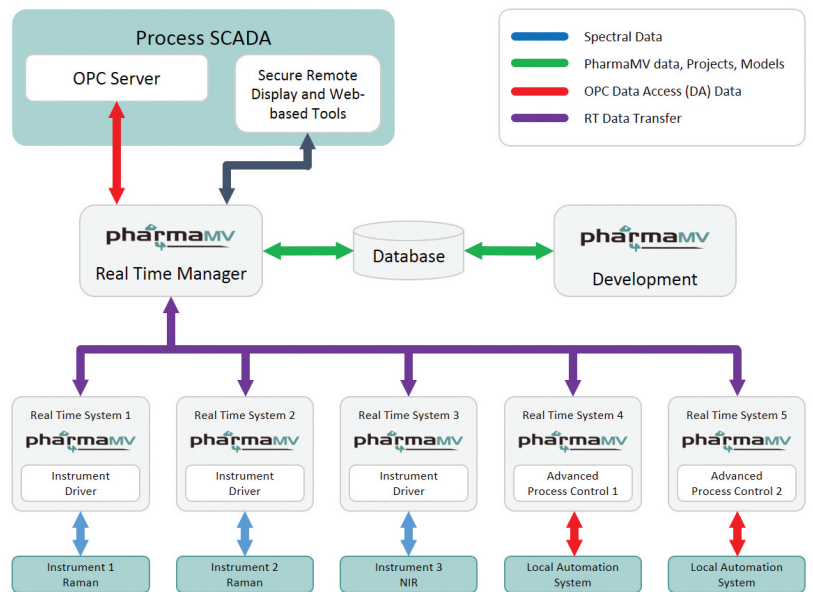 Process SCADA
OPC Server
Secure Remote
Display and Web-
based Tools
Spectral Data
PharmaMV data, Projects, Models
OPC Data Access (DA) Data
RT Data Transfer
pharmaMV
Real Time Manager
Database
pharmaMV
Development
Real Time System 1
pharmaMV
Instrument
Driver
Real Time System 2
pharmaMV
Instrument
Driver
Real Time System 3
pharmaMV
Instrument
Driver
Real Time System 4
pharmaMV
Advanced
Process Control 1
Real Time System 5
pharmaMV
Advanced
Process Control 2
Instrument 1
Raman
Instrument 2
Raman
Instrument 3
NIR
Local Automation
System
Local Automation
System